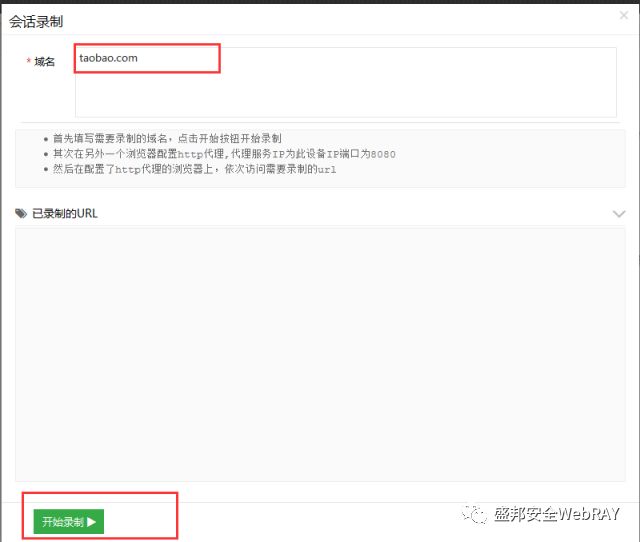 会话录制
* 域名
taobao.com
首先填写需要录制的域名，点击开始按钮开始录制
其次在另外一个浏览器配置http代理,代理服务IP为此设备IP端口为8080
然后在配置了http代理的浏览器上，依次访问需要录制的url
已录制的URL
开始录制
盛邦安全WebRAY